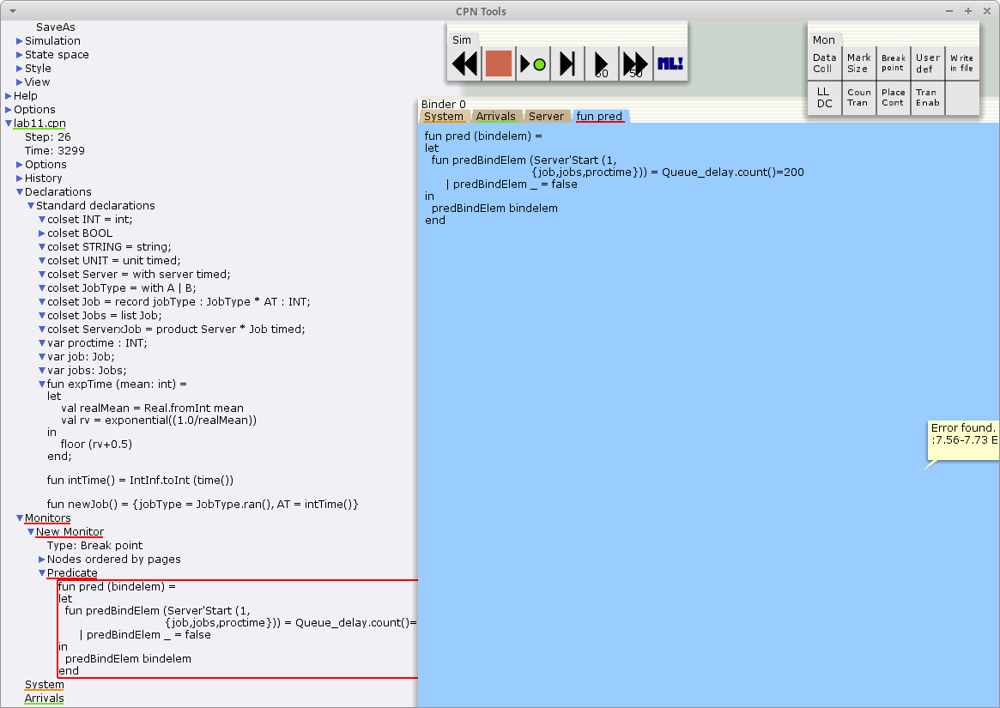 CPN Tools
SaveAs
Simulation
State space
Style
View
Help
Options
lab11.cpn
Step: 26
Time: 3299
Options
History
Declarations
Standard declarations
colset INT = int;
colset BOOL
colset STRING = string;
colset UNIT = unit timed;
colset Server = with server timed;
colset JobType = with A | B;
colset Job = record jobType : JobType * AT : INT;
colset Jobs = list Job;
colset ServerxJob = product Server * Job timed;
var proctime : INT;
var job: Job;
var jobs: Jobs;
fun expTime (mean: int) =
let
val realMean = Real.fromInt mean
val rv = exponential((1.0/realMean))
in
floor (rv+0.5)
end;
fun intTime() = IntInf.toInt (time())
fun newJob() = {jobType = JobType.ran(), AT = intTime()}
Monitors
New Monitor
Type: Break point
Nodes ordered by pages
Predicate
fun pred (bindelem) =
let
fun predBindElem (Server'Start (1,
{job,jobs,proctime})) = Queue_delay.count()=
| predBindElem _ = false
in
predBindElem bindelem
end
System
Arrivals
Sim
50
50
ML!
Mon
Data Coll
Mark Size
Break point
User def
Write in file
LL DC
Coun Tran
Place Cont
Tran Enab
Binder 0
System Arrivals Server fun pred
fun pred (bindelem) =
let
fun predBindElem (Server'Start (1,
{job,jobs,proctime})) = Queue_delay.count()=200
| predBindElem _ = false
in
predBindElem bindelem
end
Error found.
:7.56-7.73 E